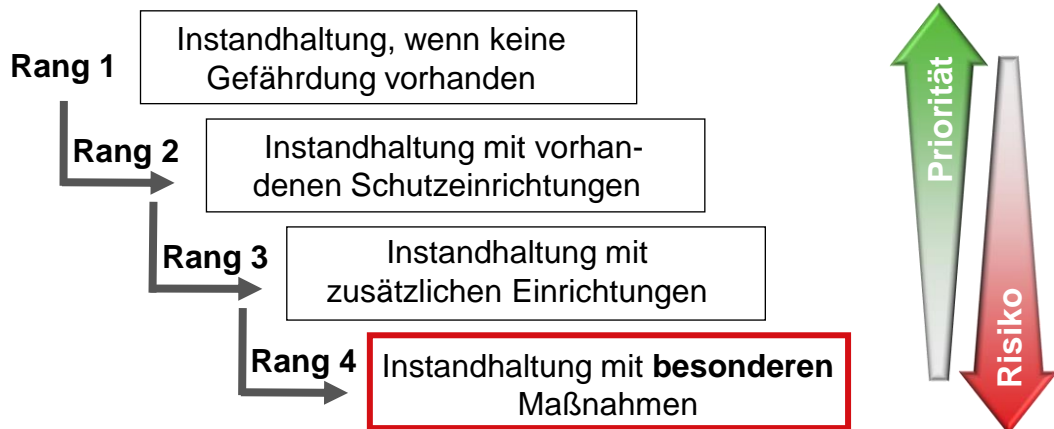 Rang 1
Instandhaltung, wenn keine
Gefährdung vorhanden
Rang 2
Instandhaltung mit vorhan-
denen Schutzeinrichtungen
Rang 3
Instandhaltung mit
zusätzlichen Einrichtungen
Rang 4
Instandhaltung mit besonderen
Maßnahmen
Priorität
Risiko